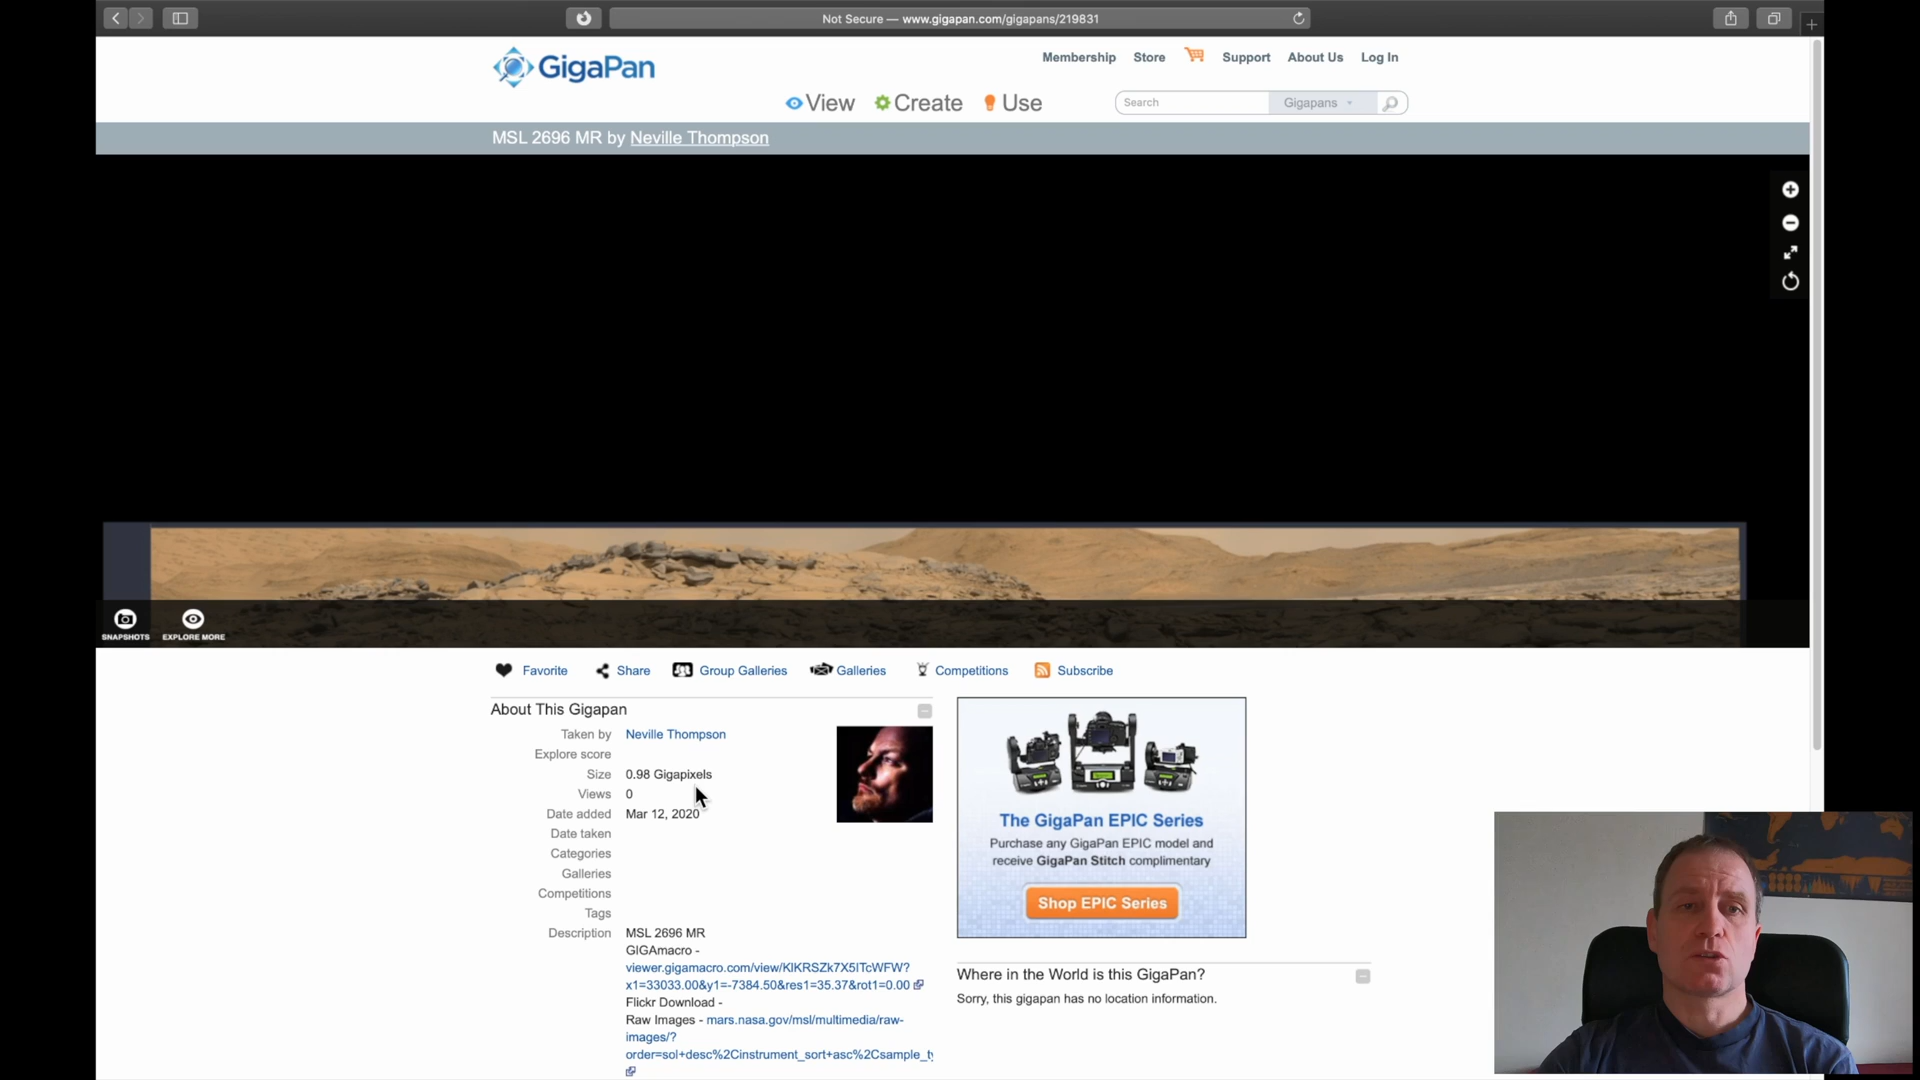 Not Secure — www.gigapan.com/gigapans/219831
GigaPan
Membership Store Support About Us Log In
View Create Use
Search Gigapans
MSL 2696 MR by Neville Thompson
SNAPSHOTS EXPLORE MORE
Favorite Share Group Galleries Galleries Competitions Subscribe
About This Gigapan
Taken by Neville Thompson
Explore score
Size 0.98 Gigapixels
Views 0
Date added Mar 12, 2020
Date taken
Categories
Galleries
Competitions
Tags
Description MSL 2696 MR
GIGAmacro -
viewer.gigamacro.com/view/KlKRSZk7X5ITcWFW?
x1=33033.00&y1=-7384.50&res1=35.37&rot1=0.00
Flickr Download -
Raw Images - mars.nasa.gov/msl/multimedia/raw-
images/?
order=sol+desc%2Cinstrument_sort+asc%2Csample_ty
The GigaPan EPIC Series
Purchase any GigaPan EPIC model and
receive GigaPan Stitch complimentary
Shop EPIC Series
Where in the World is this GigaPan?
Sorry, this gigapan has no location information.